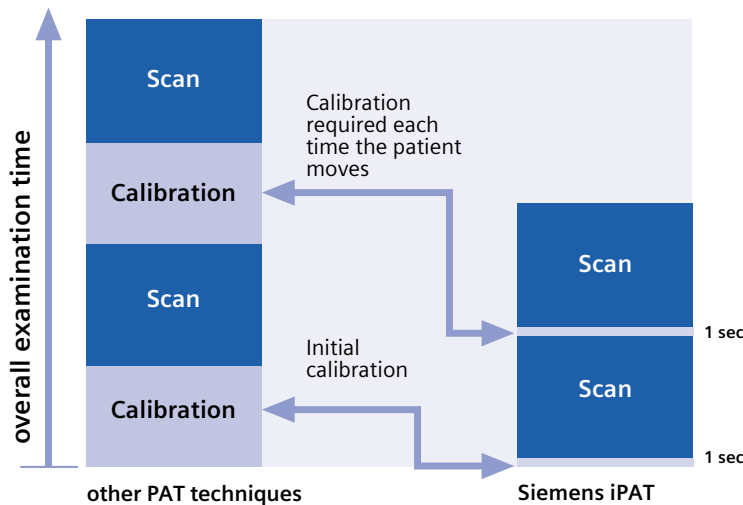 overall examination time
Scan
Calibration
Scan
Calibration
Calibration
required each
time the patient
moves
Initial
calibration
Scan
1 sec
Scan
1 sec
other PAT techniques
Siemens iPAT